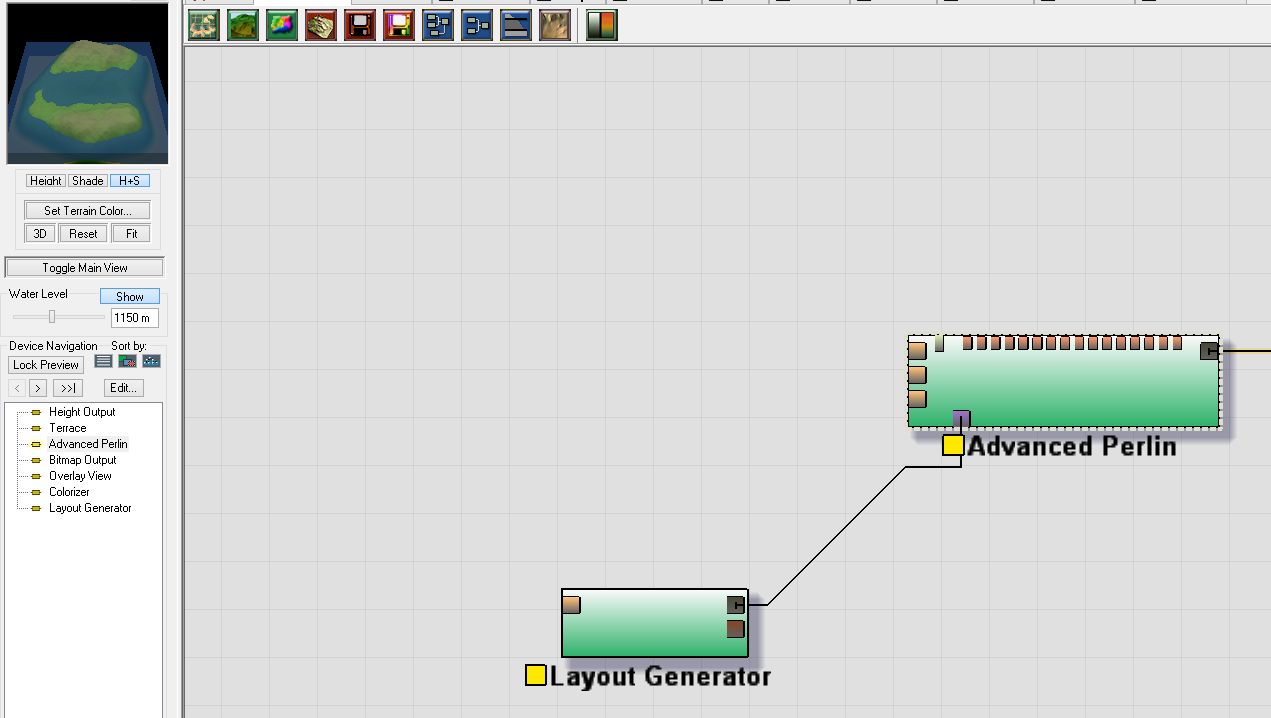 Height Shade H+S
Set Terrain Color...
3D Reset Fit
Toggle Main View
Water Level Show
1150 m
Device Navigation Sort by:
Lock Preview
< > >>| Edit...
Height Output
Terrace
Advanced Perlin
Bitmap Output
Overlay View
Colorizer
Layout Generator
Advanced Perlin
Layout Generator